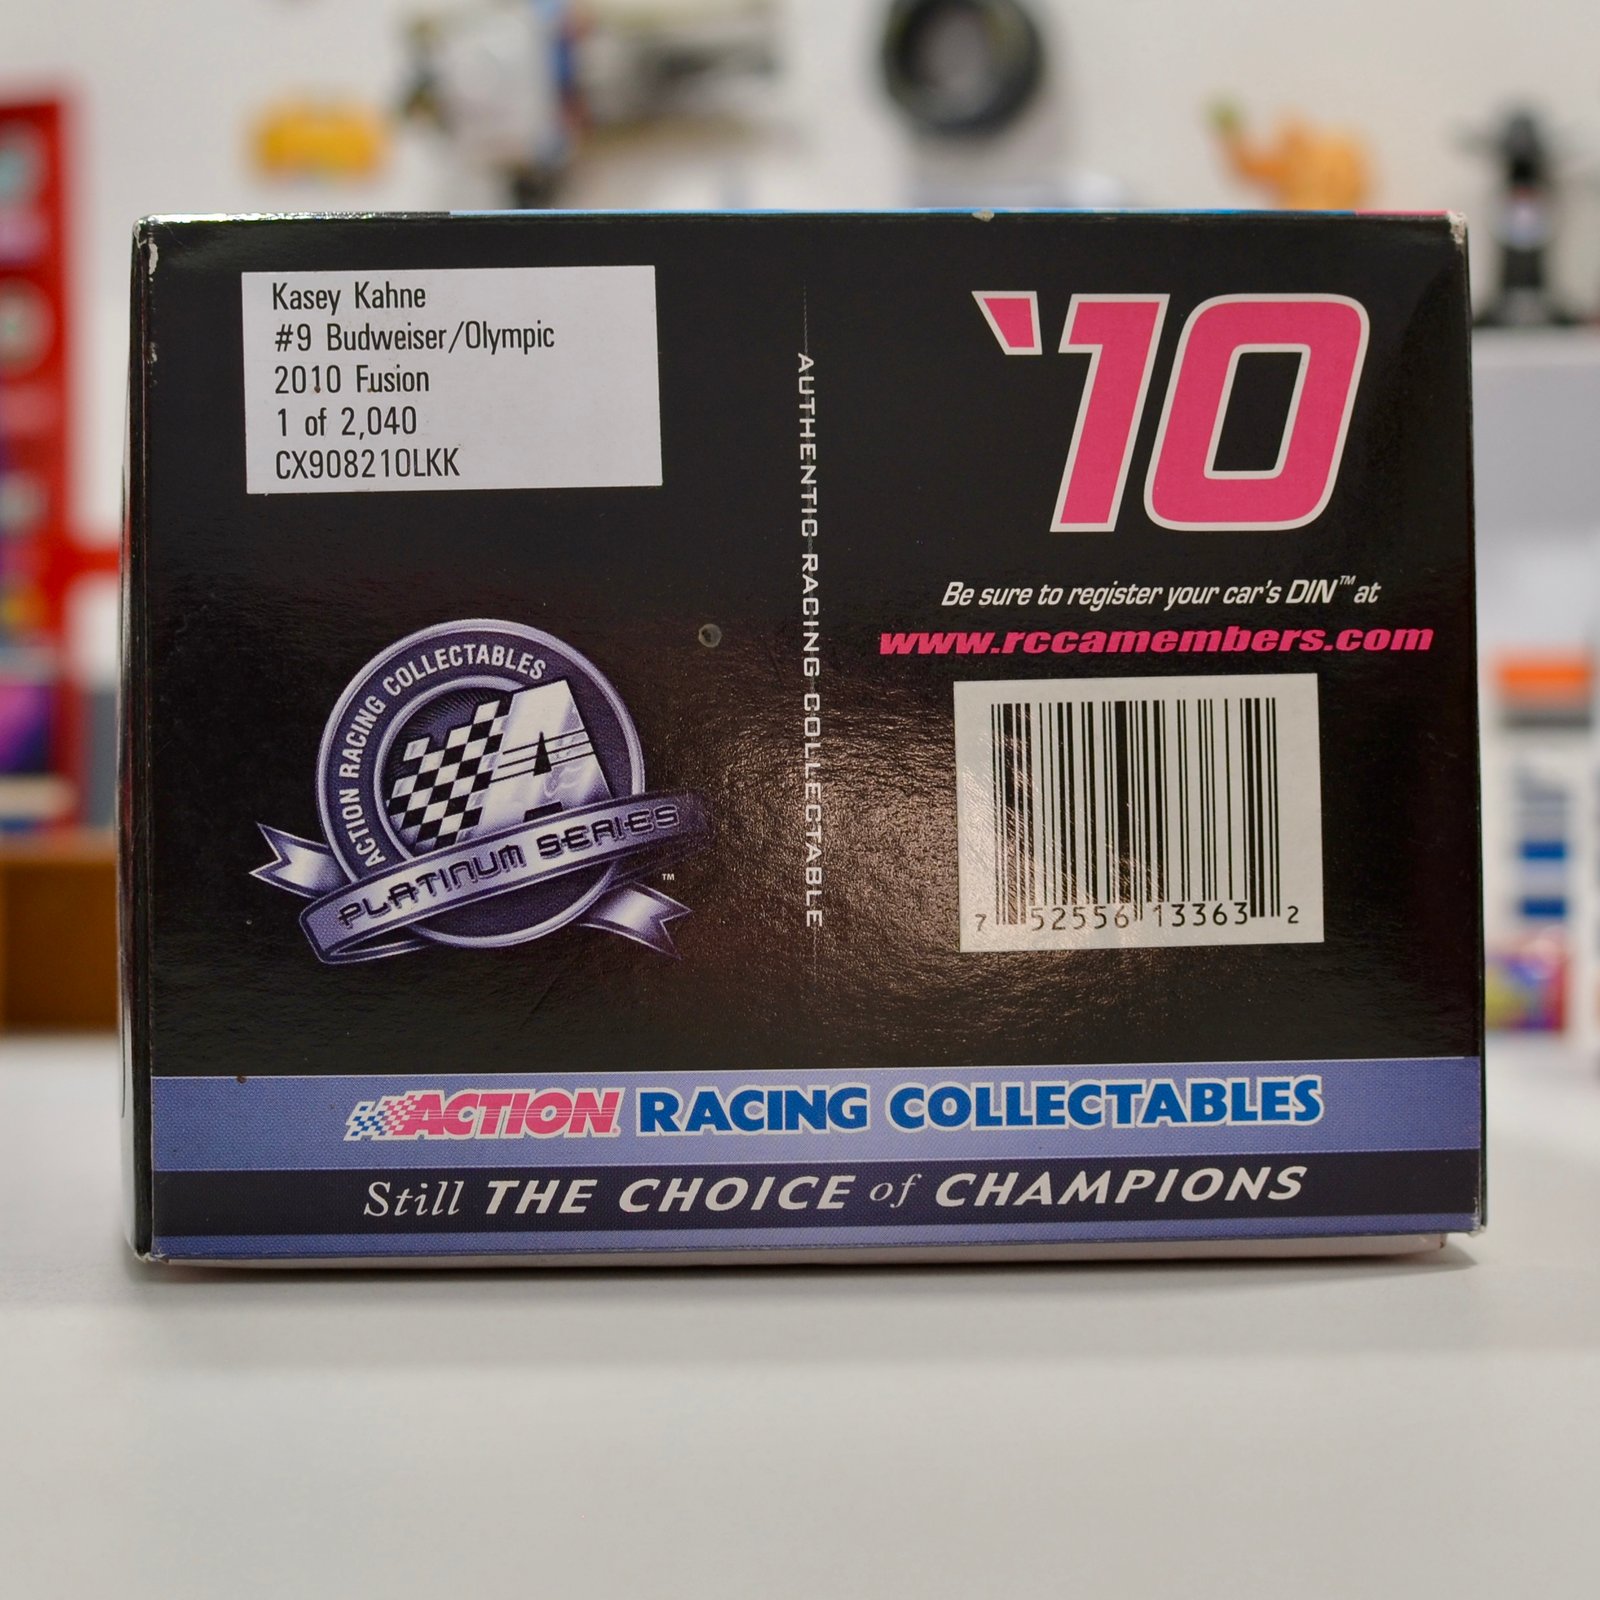 Kasey Kahne
#9 Budweiser/Olympic
2010 Fusion
1 of 2,040
CX908210LKK
'10
Be sure to register your car's DIN™ at
www.rccamembers.com
AUTHENTIC RACING COLLECTABLE
ACTION RACING COLLECTABLES
A
PLATINUM SERIES ™
7 52556 13363 2
ACTION RACING COLLECTABLES
Still THE CHOICE of CHAMPIONS